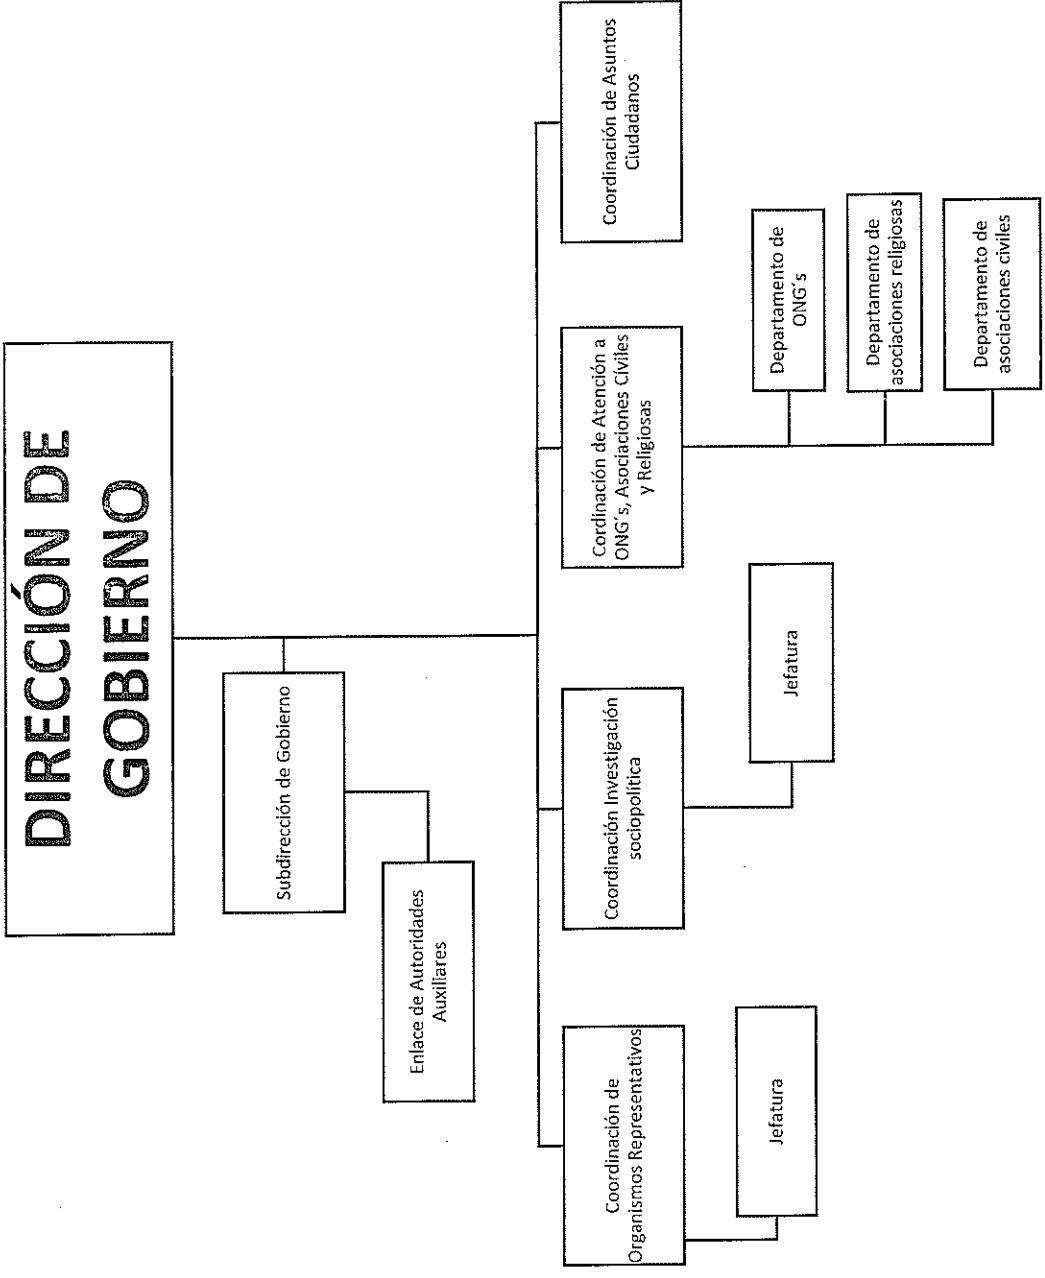 DIRECCIÓN DE
GOBIERNO
Subdirección de Gobierno
Enlace de Autoridades
Auxiliares
Coordinación de
Organismos Representativos
Jefatura
Coordinación Investigación
sociopolítica
Jefatura
Cordinación de Atención a
ONG´s, Asociaciones Civiles
y Religiosas
Departamento de
ONG´s
Departamento de
asociaciones religiosas
Departamento de
asociaciones civiles
Coordinación de Asuntos
Ciudadanos